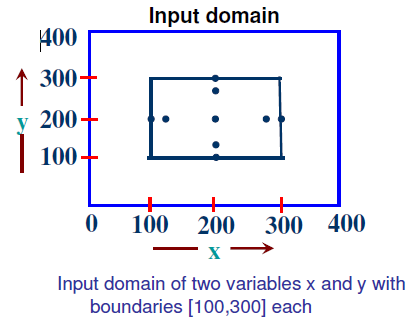 Input domain
400
300
200
y
100
0 100 200 300 400
x
Input domain of two variables x and y with
boundaries [100,300] each